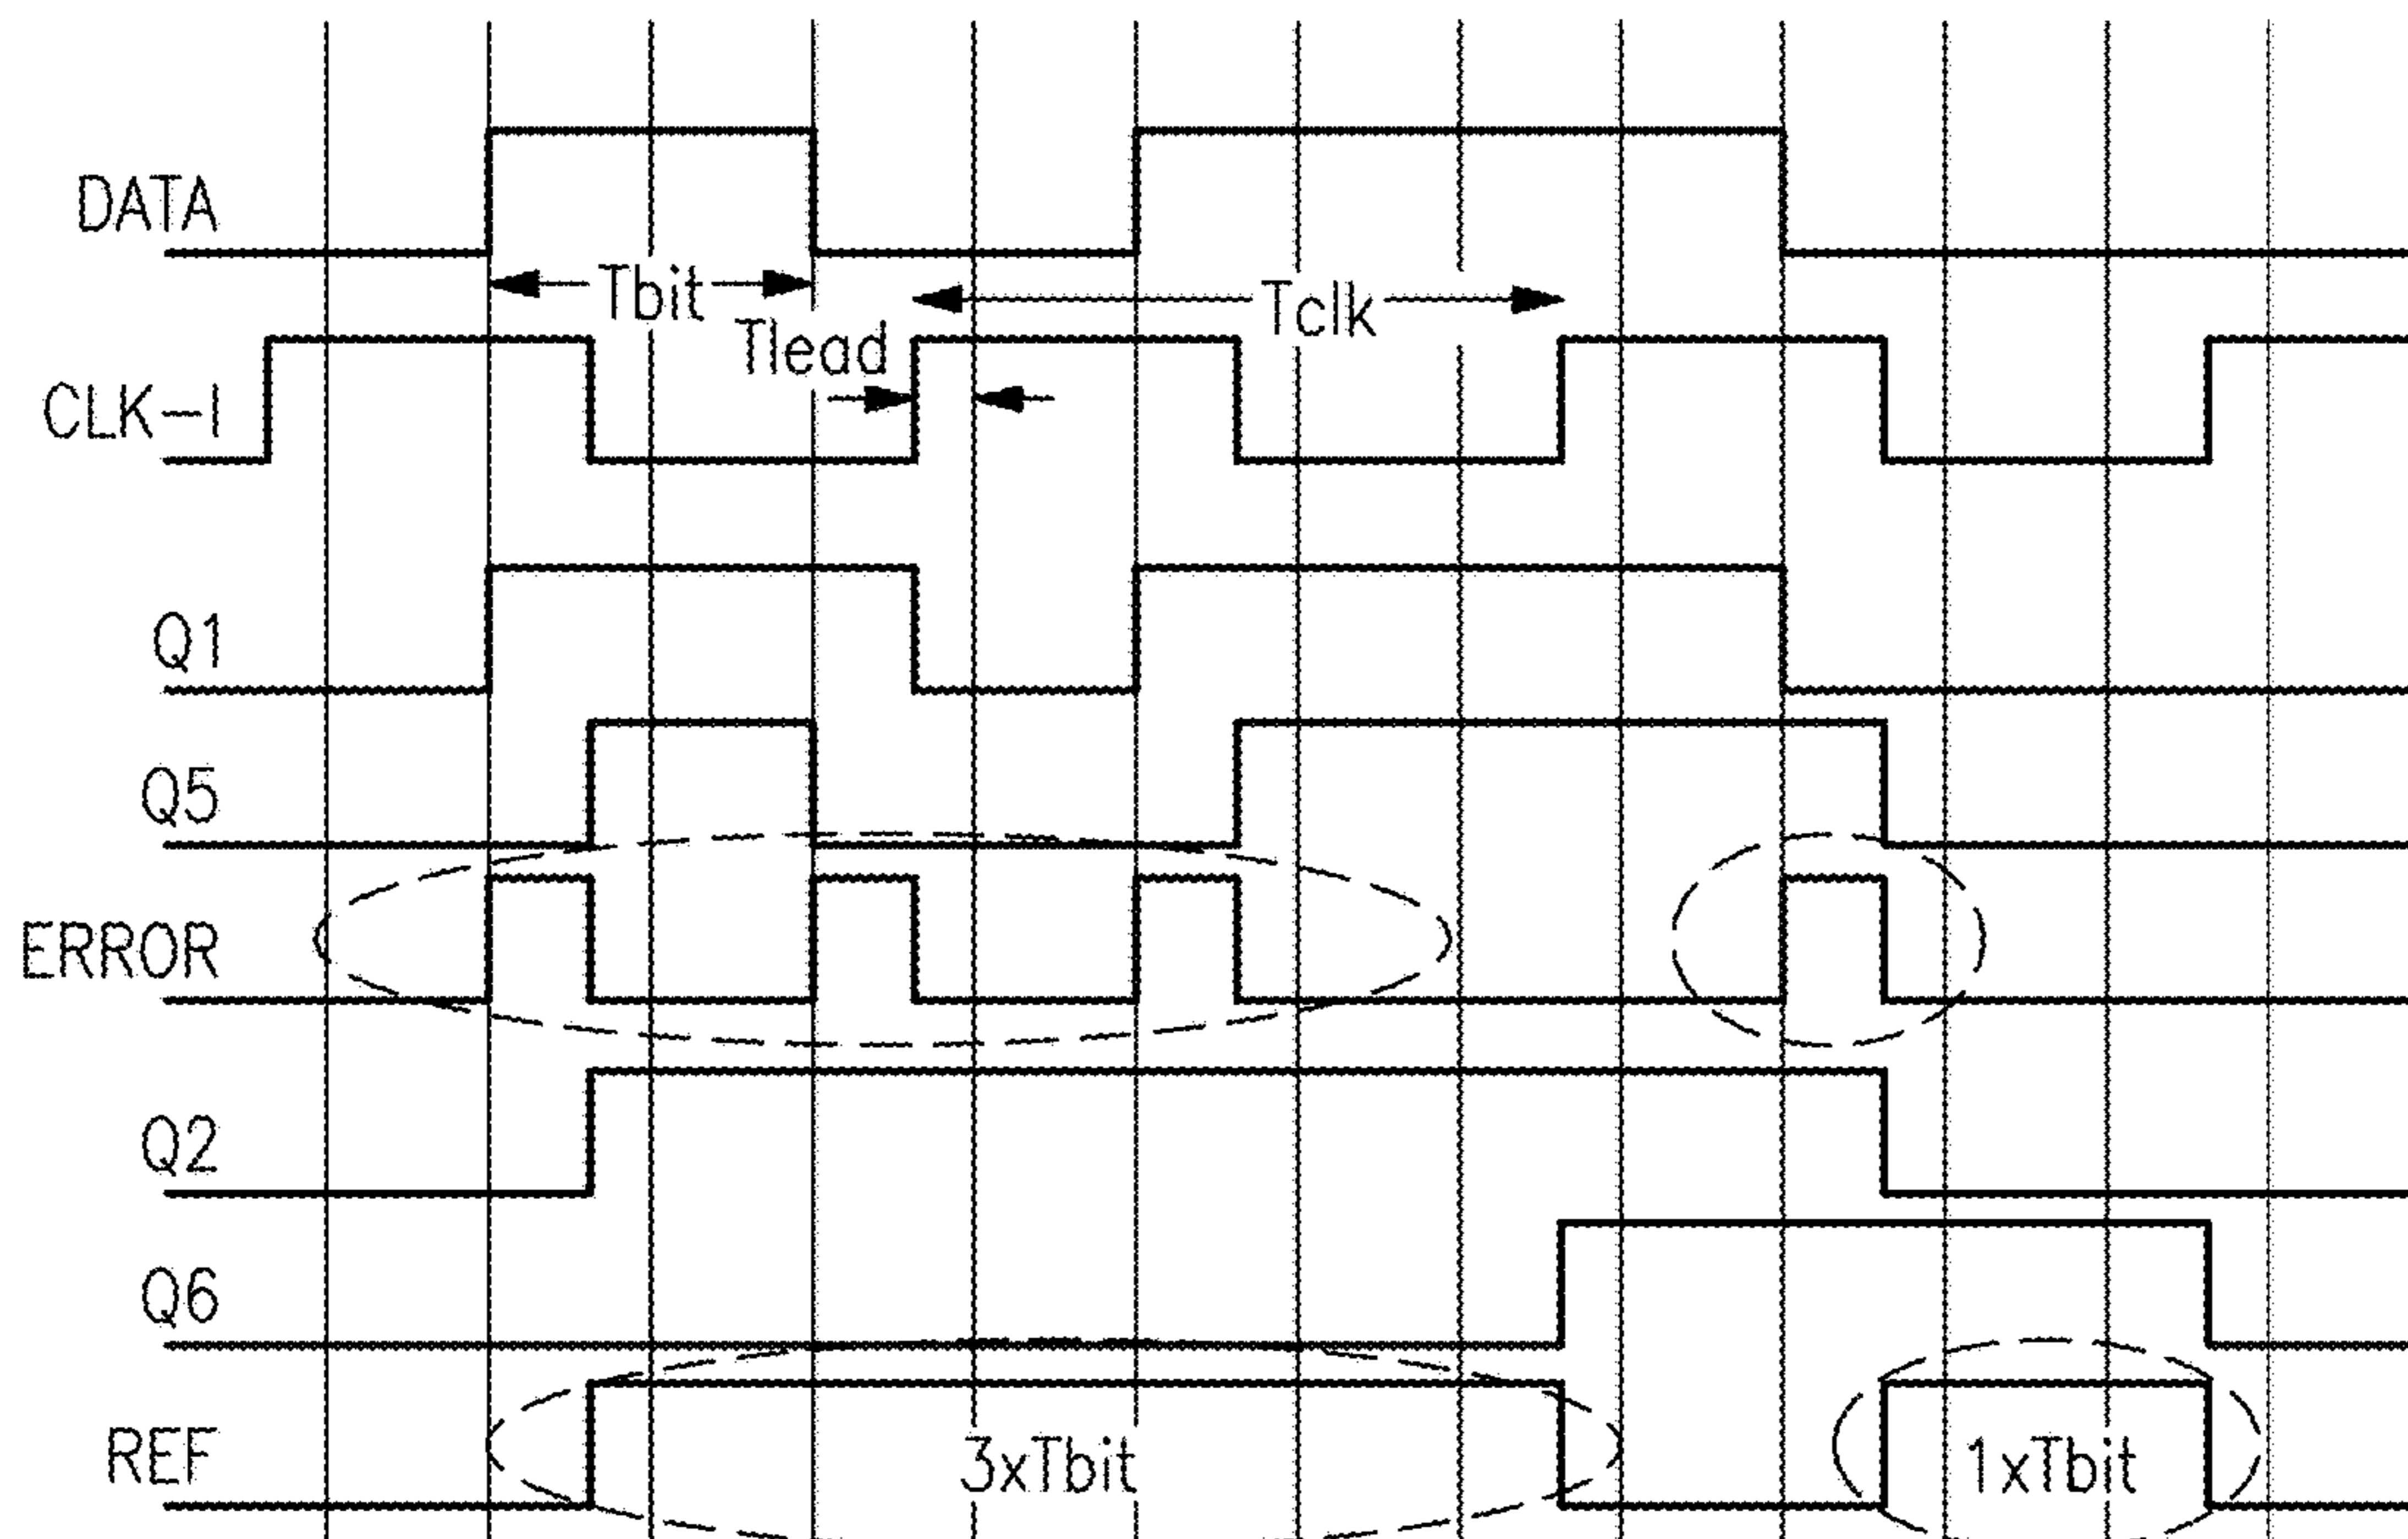 DATA
Tbit
Tclk
Tlead
CLK-I
Q1
Q5
ERROR
Q2
Q6
REF
3xTbit
1xTbit